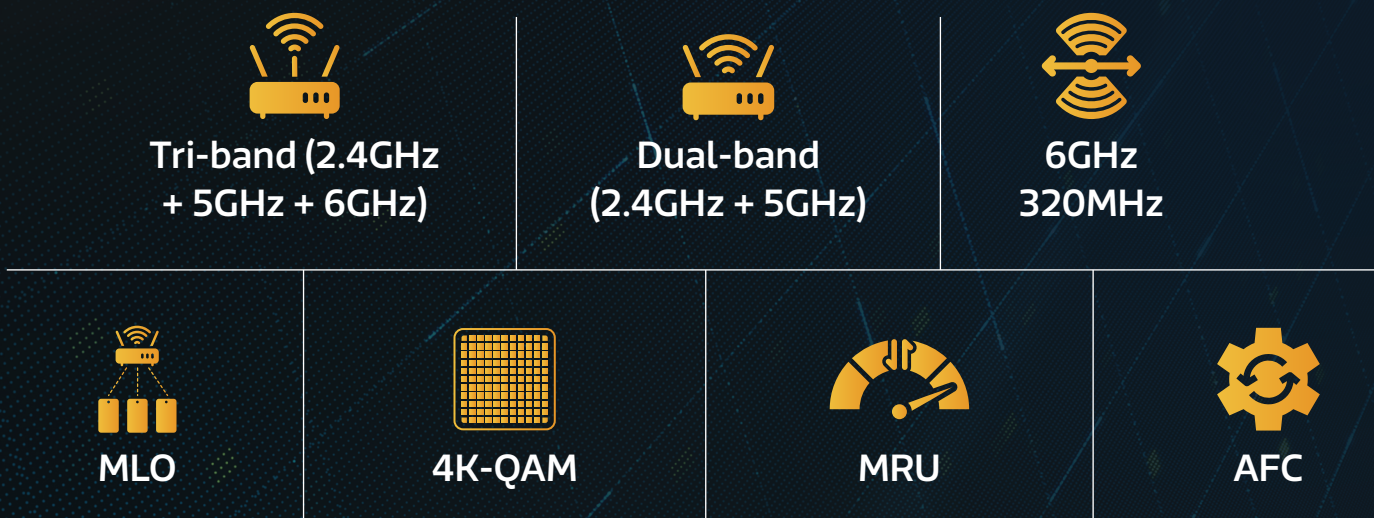 Tri-band (2.4GHz
+ 5GHz + 6GHz)
Dual-band
(2.4GHz + 5GHz)
6GHz
320MHz
MLO
4K-QAM
MRU
AFC